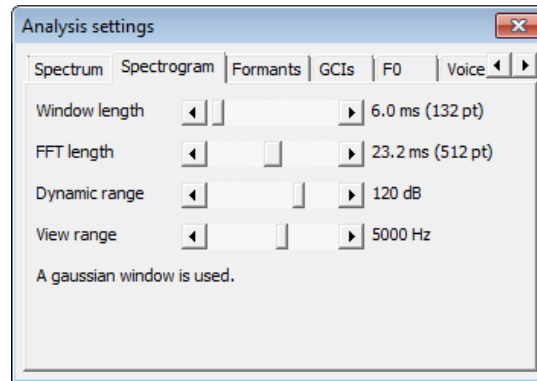 Analysis settings
Spectrum Spectrogram Formants GCIs F0 Voice
Window length 6.0 ms (132 pt)
FFT length 23.2 ms (512 pt)
Dynamic range 120 dB
View range 5000 Hz
A gaussian window is used.